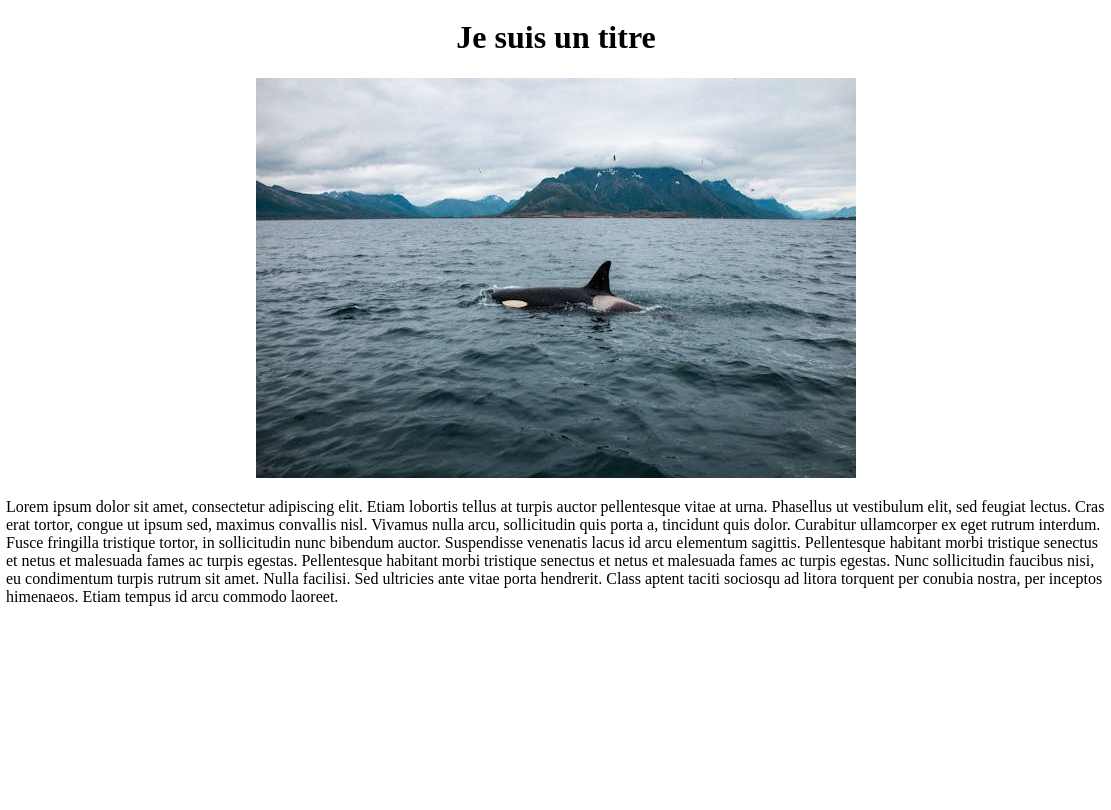 Je suis un titre
Lorem ipsum dolor sit amet, consectetur adipiscing elit. Etiam lobortis tellus at turpis auctor pellentesque vitae at urna. Phasellus ut vestibulum elit, sed feugiat lectus. Cras
erat tortor, congue ut ipsum sed, maximus convallis nisl. Vivamus nulla arcu, sollicitudin quis porta a, tincidunt quis dolor. Curabitur ullamcorper ex eget rutrum interdum.
Fusce fringilla tristique tortor, in sollicitudin nunc bibendum auctor. Suspendisse venenatis lacus id arcu elementum sagittis. Pellentesque habitant morbi tristique senectus
et netus et malesuada fames ac turpis egestas. Pellentesque habitant morbi tristique senectus et netus et malesuada fames ac turpis egestas. Nunc sollicitudin faucibus nisi,
eu condimentum turpis rutrum sit amet. Nulla facilisi. Sed ultricies ante vitae porta hendrerit. Class aptent taciti sociosqu ad litora torquent per conubia nostra, per inceptos
himenaeos. Etiam tempus id arcu commodo laoreet.